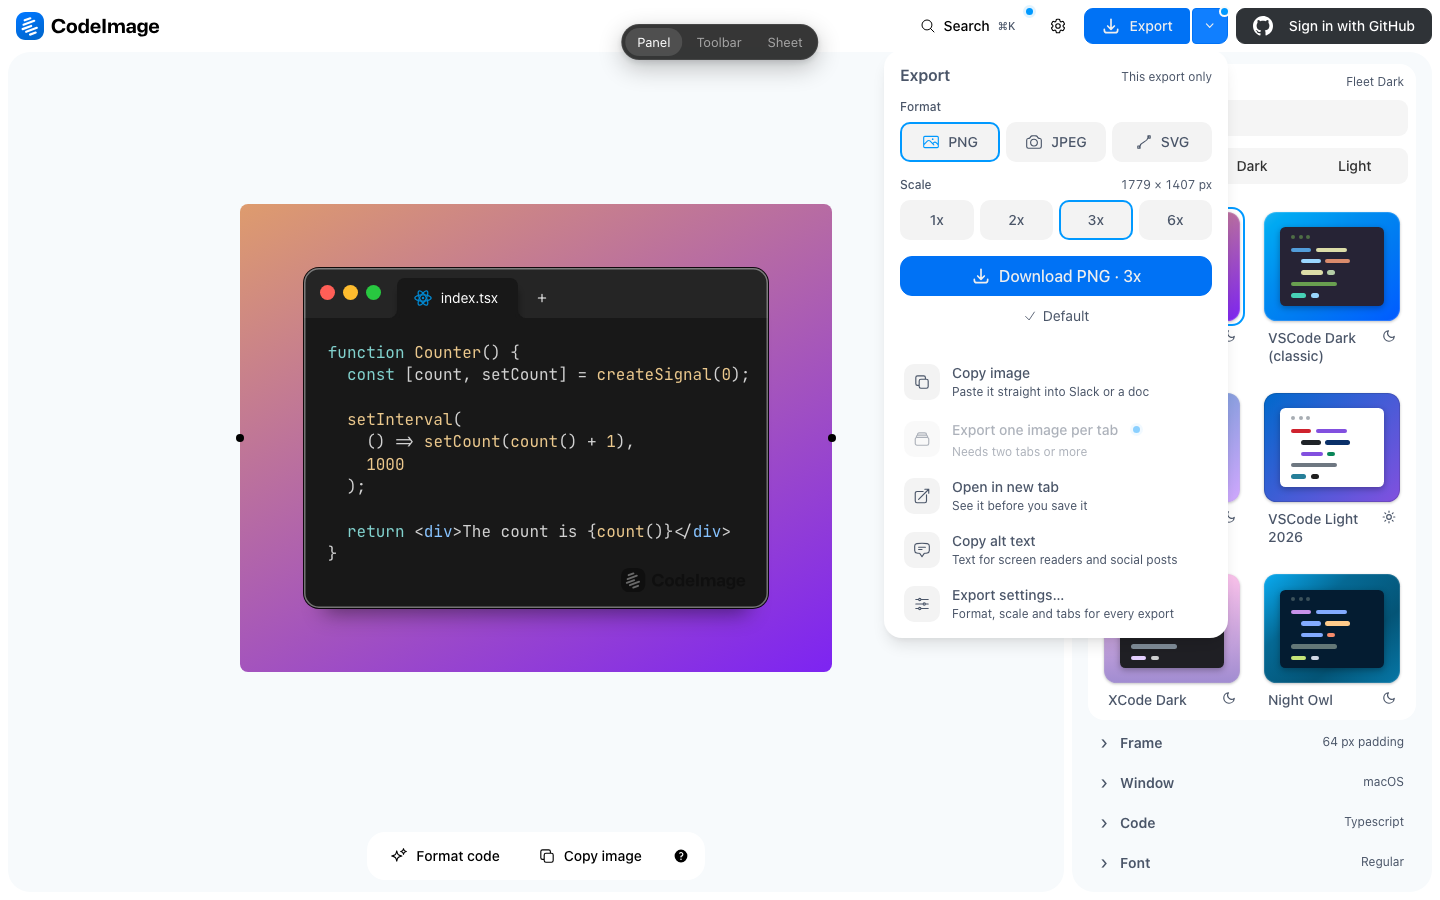 CodeImage
Panel
Toolbar
Sheet
Search ⌘K
Export
Sign in with GitHub
Export
This export only
Format
PNG
JPEG
SVG
Scale
1779 × 1407 px
1x
2x
3x
6x
Download PNG · 3x
Default
Copy image
Paste it straight into Slack or a doc
Export one image per tab
Needs two tabs or more
Open in new tab
See it before you save it
Copy alt text
Text for screen readers and social posts
Export settings...
Format, scale and tabs for every export
index.tsx
+
function Counter() {
const [count, setCount] = createSignal(0);
setInterval(
() => setCount(count() + 1),
1000
);
return <div>The count is {count()}</div>
}
CodeImage
Format code
Copy image
?
Fleet Dark
Dark
Light
VSCode Dark
(classic)
VSCode Light
2026
XCode Dark
Night Owl
Frame
64 px padding
Window
macOS
Code
Typescript
Font
Regular